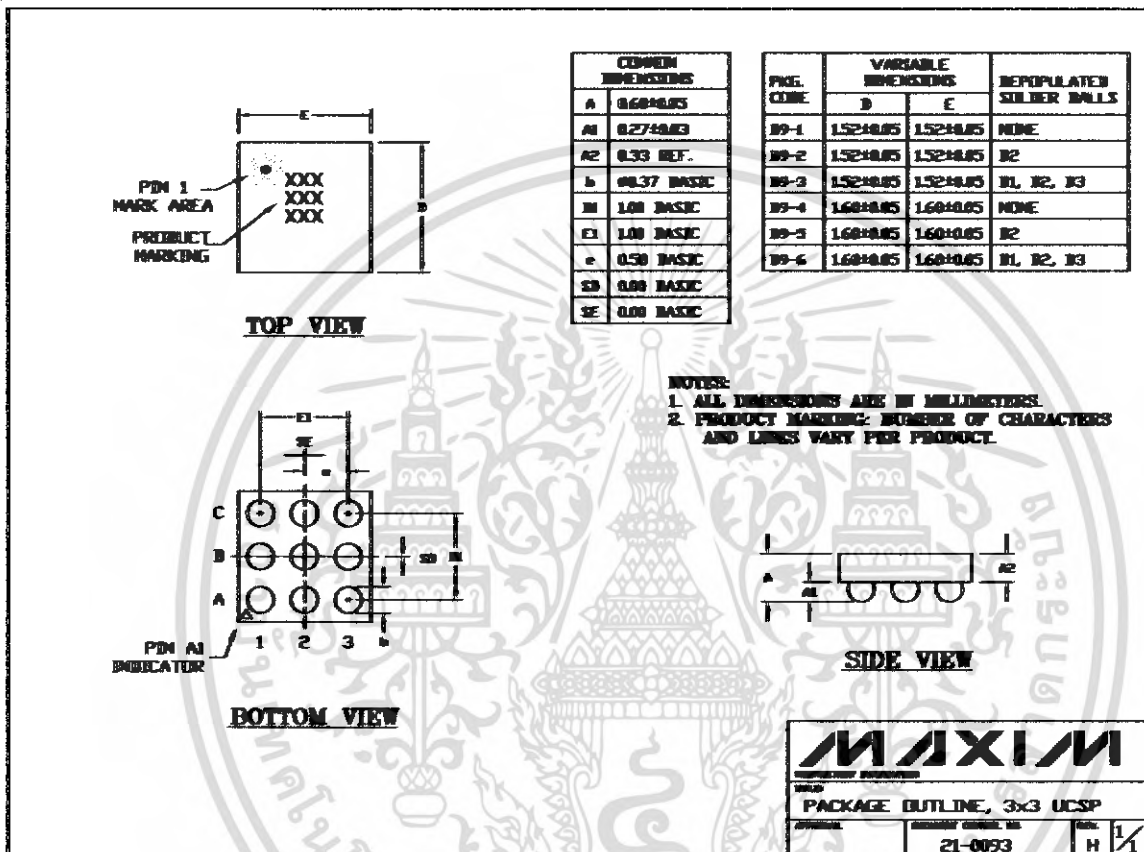 E
PIN 1
MARK AREA
PRODUCT
MARKING
XXX
XXX
XXX
D
TOP VIEW
COMMON
DIMENSIONS
A 0.60±0.05
A1 0.27±0.03
A2 0.33 REF.
b ø0.37 BASIC
D1 1.00 BASIC
E1 1.00 BASIC
e 0.50 BASIC
SD 0.00 BASIC
SE 0.00 BASIC
PKG. CODE
VARIABLE DIMENSIONS
D E
DEPOPULATED SOLDER BALLS
B9-1 1.52±0.05 1.52±0.05 NONE
B9-2 1.52±0.05 1.52±0.05 B2
B9-3 1.52±0.05 1.52±0.05 B1, B2, B3
B9-4 1.60±0.05 1.60±0.05 NONE
B9-5 1.60±0.05 1.60±0.05 B2
B9-6 1.60±0.05 1.60±0.05 B1, B2, B3
NOTES:
1. ALL DIMENSIONS ARE IN MILLIMETERS.
2. PRODUCT MARKING: NUMBER OF CHARACTERS
AND LINES VARY PER PRODUCT.
E1
SE
e
C
B
A
SD
D1
b
1 2 3
PIN A1
INDICATOR
BOTTOM VIEW
A
A1
A2
SIDE VIEW
MAXIM
PACKAGE OUTLINE, 3x3 UCSP
21-0093
H 1/1